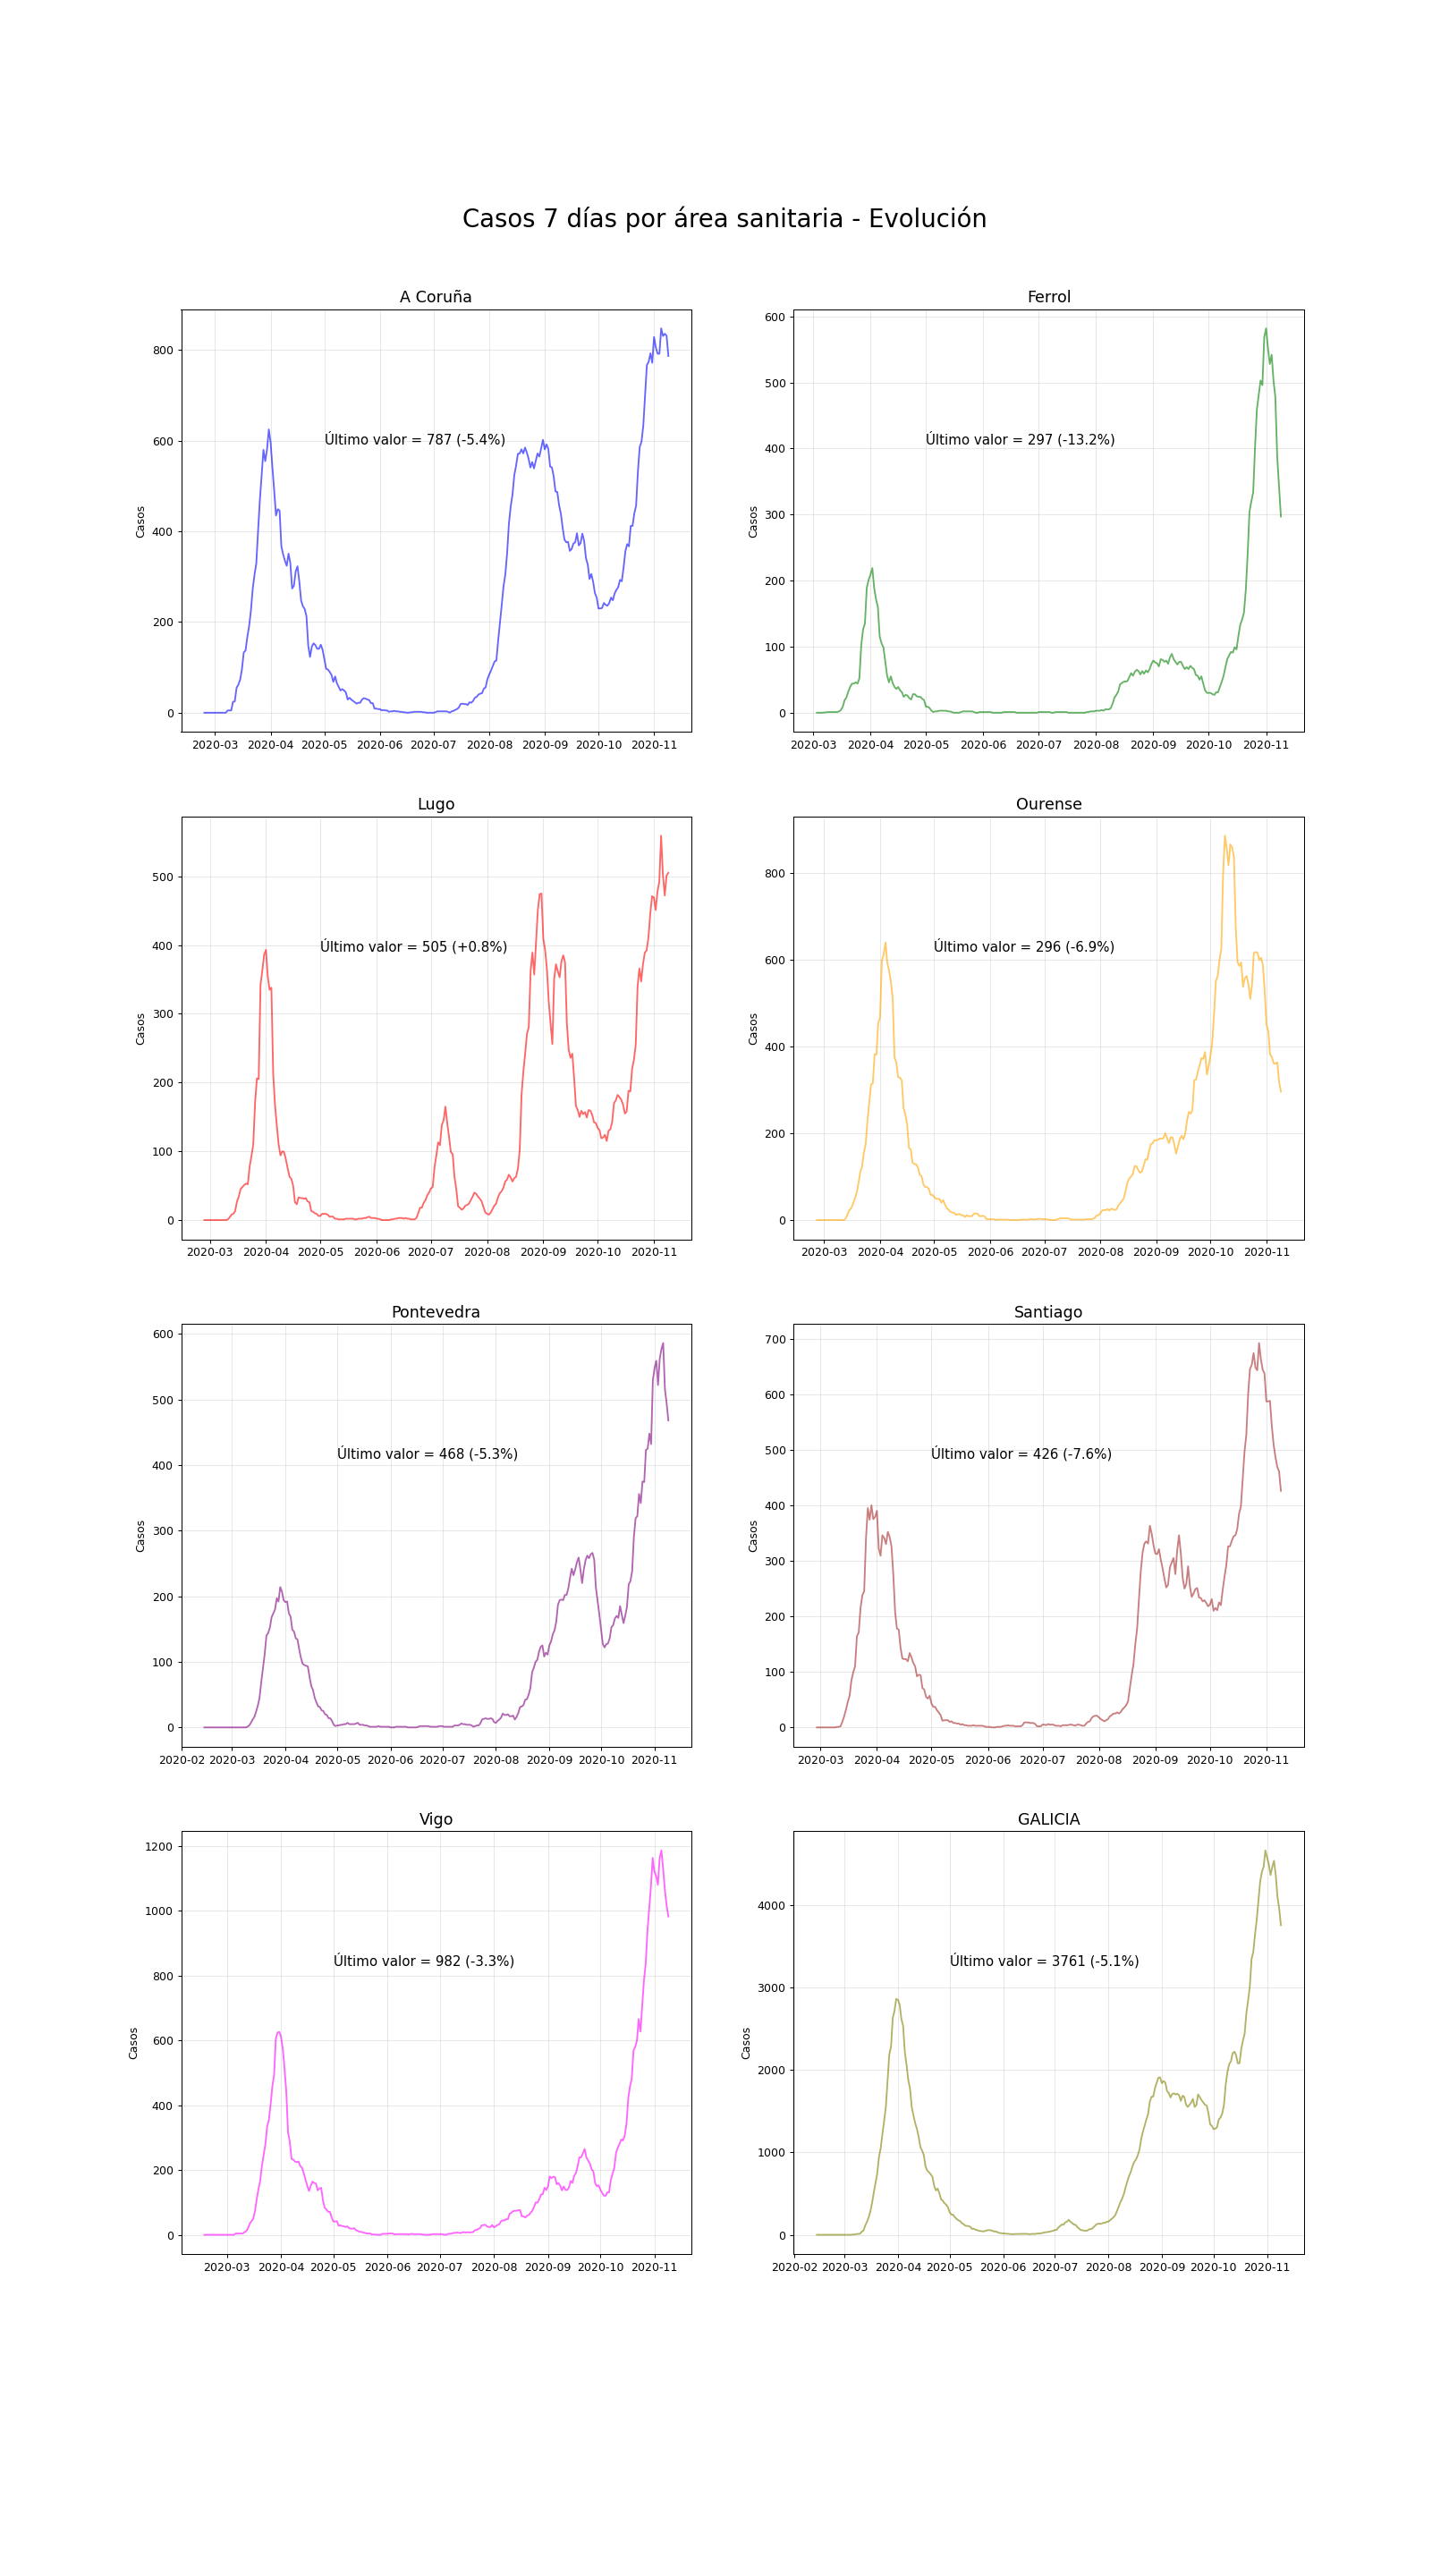 Casos 7 días por área sanitaria - Evolución
A Coruña
800
600
400
200
0
Casos
Último valor = 787 (-5.4%)
2020-03 2020-04 2020-05 2020-06 2020-07 2020-08 2020-09 2020-10 2020-11
Ferrol
600
500
400
300
200
100
0
Casos
Último valor = 297 (-13.2%)
2020-03 2020-04 2020-05 2020-06 2020-07 2020-08 2020-09 2020-10 2020-11
Lugo
500
400
300
200
100
0
Casos
Último valor = 505 (+0.8%)
2020-03 2020-04 2020-05 2020-06 2020-07 2020-08 2020-09 2020-10 2020-11
Ourense
800
600
400
200
0
Casos
Último valor = 296 (-6.9%)
2020-03 2020-04 2020-05 2020-06 2020-07 2020-08 2020-09 2020-10 2020-11
Pontevedra
600
500
400
300
200
100
0
Casos
Último valor = 468 (-5.3%)
2020-02 2020-03 2020-04 2020-05 2020-06 2020-07 2020-08 2020-09 2020-10 2020-11
Santiago
700
600
500
400
300
200
100
0
Casos
Último valor = 426 (-7.6%)
2020-03 2020-04 2020-05 2020-06 2020-07 2020-08 2020-09 2020-10 2020-11
Vigo
1200
1000
800
600
400
200
0
Casos
Último valor = 982 (-3.3%)
2020-03 2020-04 2020-05 2020-06 2020-07 2020-08 2020-09 2020-10 2020-11
GALICIA
4000
3000
2000
1000
0
Casos
Último valor = 3761 (-5.1%)
2020-02 2020-03 2020-04 2020-05 2020-06 2020-07 2020-08 2020-09 2020-10 2020-11